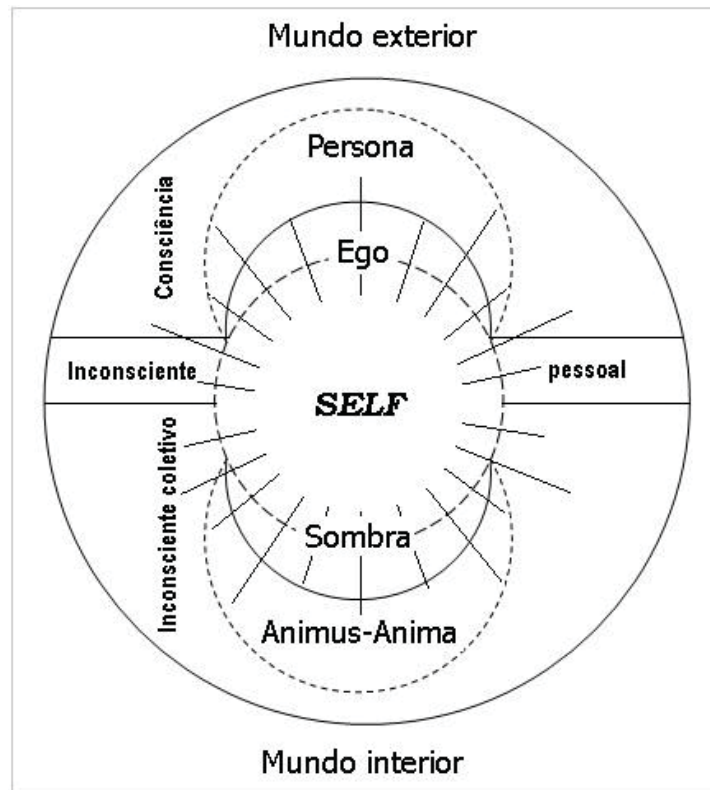 Mundo exterior
Persona
Consciência
Ego
Inconsciente
pessoal
SELF
Inconsciente coletivo
Sombra
Animus-Anima
Mundo interior